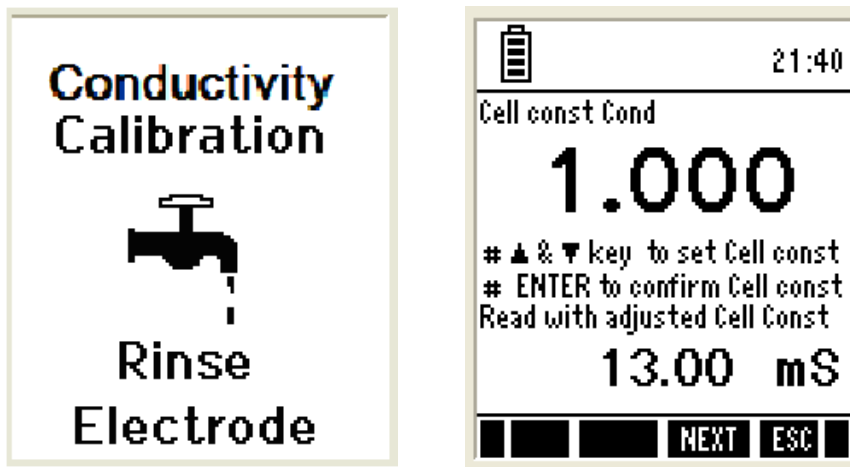 Conductivity
Calibration
Rinse
Electrode
21:40
Cell const Cond
1.000
# ▲ & ▼ key to set Cell const
# ENTER to confirm Cell const
Read with adjusted Cell Const
13.00 mS
NEXT ESC